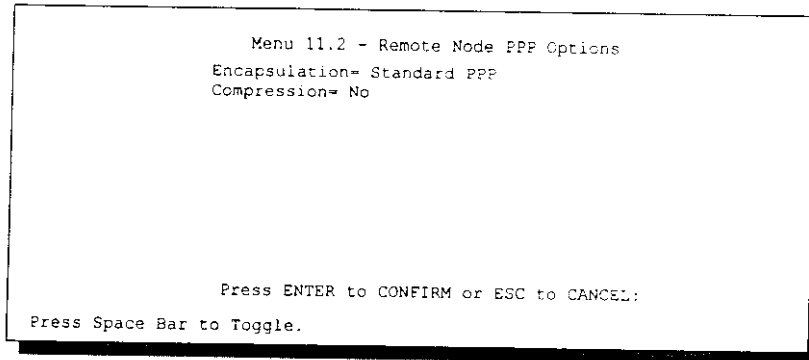 Menu 11.2 - Remote Node PPP Options
Encapsulation= Standard PPP
Compression= No
Press ENTER to CONFIRM or ESC to CANCEL:
Press Space Bar to Toggle.